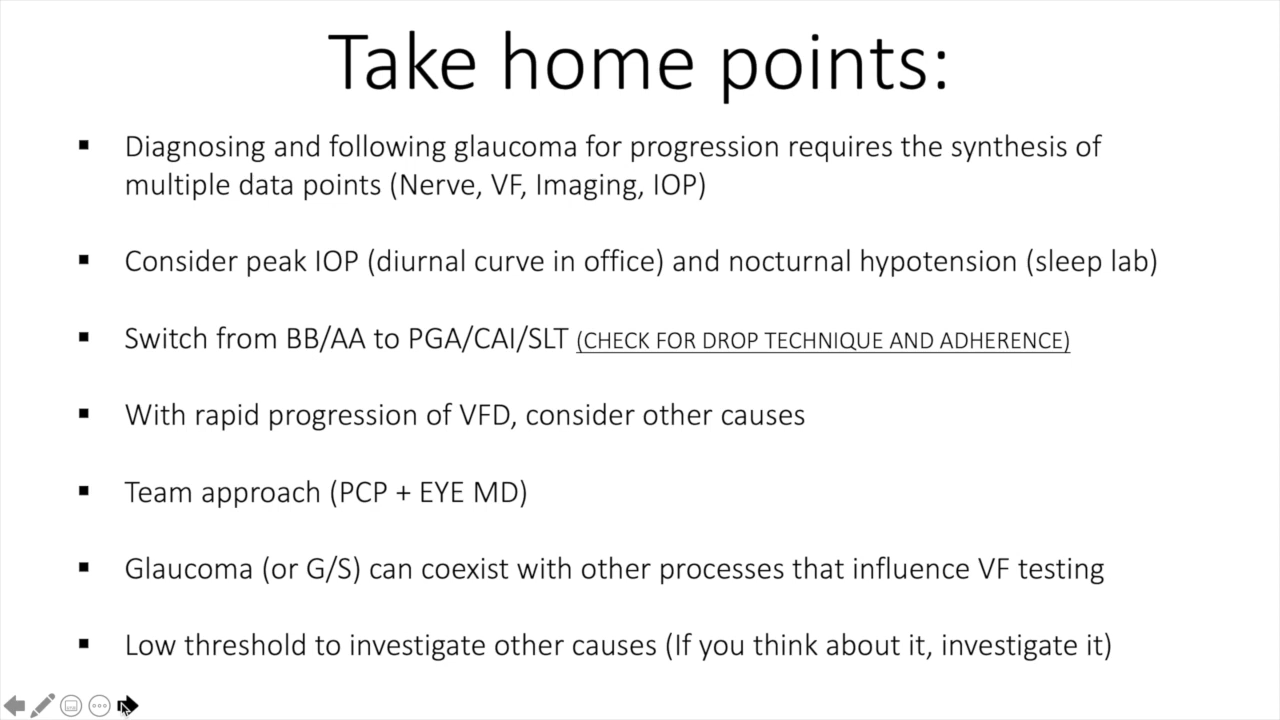 Take home points:
▪ Diagnosing and following glaucoma for progression requires the synthesis of
multiple data points (Nerve, VF, Imaging, IOP)
▪ Consider peak IOP (diurnal curve in office) and nocturnal hypotension (sleep lab)
▪ Switch from BB/AA to PGA/CAI/SLT (CHECK FOR DROP TECHNIQUE AND ADHERENCE)
▪ With rapid progression of VFD, consider other causes
▪ Team approach (PCP + EYE MD)
▪ Glaucoma (or G/S) can coexist with other processes that influence VF testing
▪ Low threshold to investigate other causes (If you think about it, investigate it)